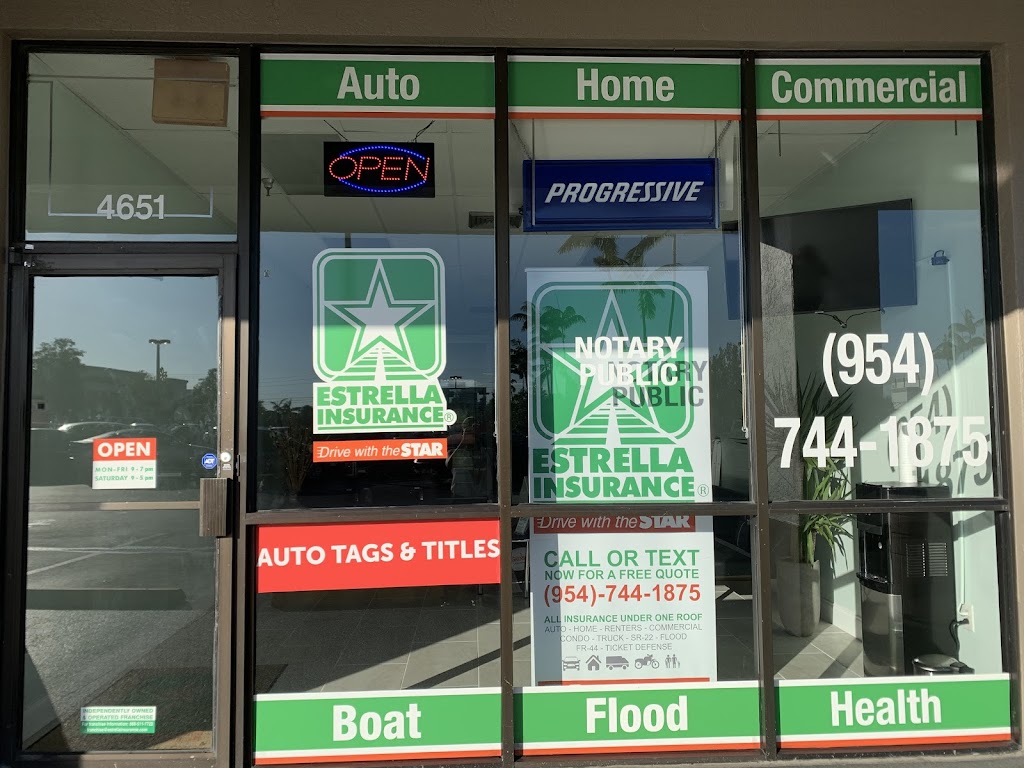 Auto
Home
Commercial
4651
OPEN
PROGRESSIVE
ESTRELLA
INSURANCE®
Drive with the STAR
NOTARY
PUBLIC
ESTRELLA
INSURANCE®
Drive with the STAR
(954)
744-1875
OPEN
MON-FRI 9 - 7 pm
SATURDAY 9 - 5 pm
AUTO TAGS & TITLES
CALL OR TEXT
NOW FOR A FREE QUOTE
(954)-744-1875
ALL INSURANCE UNDER ONE ROOF
AUTO - HOME - RENTERS - COMMERCIAL
CONDO - TRUCK - SR-22 - FLOOD
FR-44 - TICKET DEFENSE
INDEPENDENTLY OWNED
& OPERATED FRANCHISE
Boat
Flood
Health